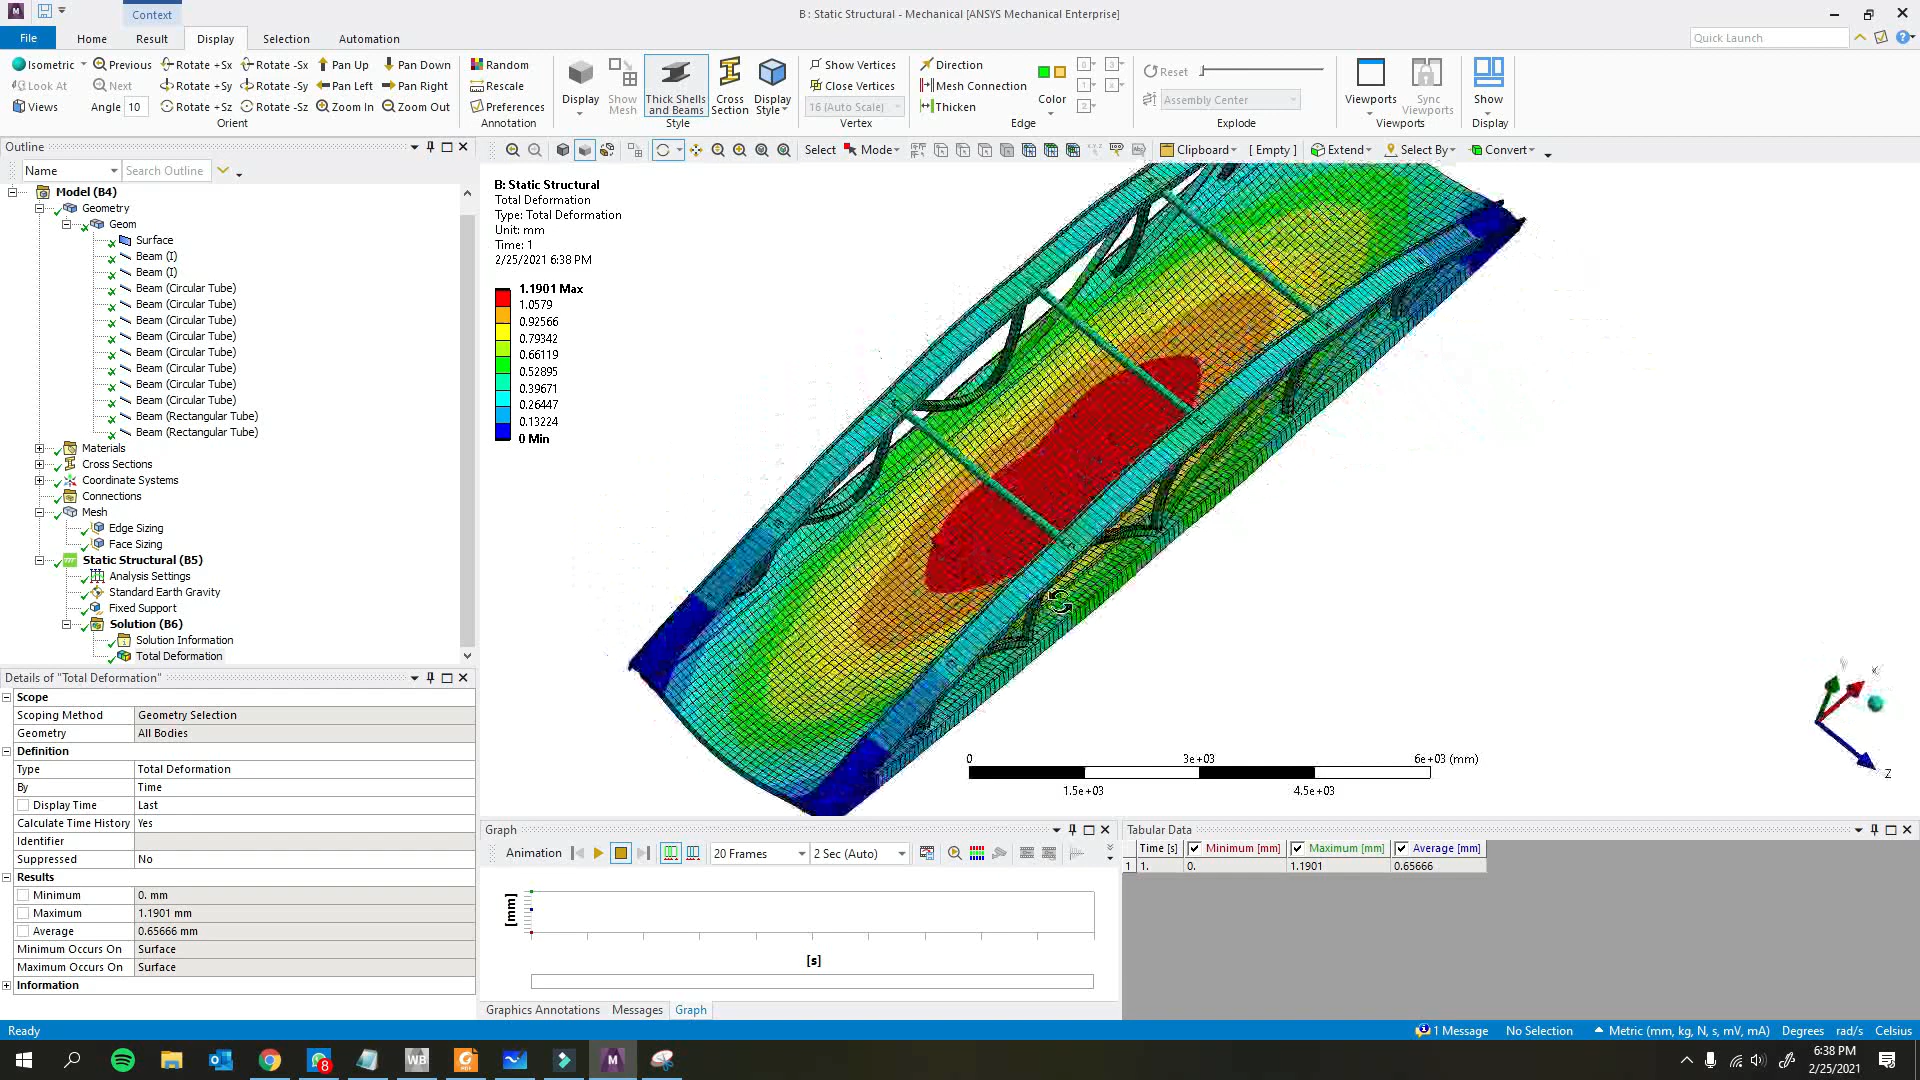 Context
B : Static Structural - Mechanical [ANSYS Mechanical Enterprise]
File Home Result Display Selection Automation
Quick Launch
Isometric Previous Rotate +Sx Rotate -Sx Pan Up Pan Down
Look At Next Rotate +Sy Rotate -Sy Pan Left Pan Right
Views Angle 10 Rotate +Sz Rotate -Sz Zoom In Zoom Out
Orient
Random
Rescale
Preferences
Annotation
Display
Show Mesh
Thick Shells and Beams
Cross Section
Display Style
Style
Show Vertices
Close Vertices
16 (Auto Scale)
Vertex
Direction
Mesh Connection
Thicken
Color
0 3
1 x
2
Edge
Reset
Assembly Center
Explode
Viewports
Sync Viewports
Viewports
Show
Display
Outline
Name Search Outline
Select Mode Clipboard [ Empty ] Extend Select By Convert
Model (B4)
Geometry
Geom
Surface
Beam (I)
Beam (I)
Beam (Circular Tube)
Beam (Circular Tube)
Beam (Circular Tube)
Beam (Circular Tube)
Beam (Circular Tube)
Beam (Circular Tube)
Beam (Circular Tube)
Beam (Circular Tube)
Beam (Rectangular Tube)
Beam (Rectangular Tube)
Materials
Cross Sections
Coordinate Systems
Connections
Mesh
Edge Sizing
Face Sizing
Static Structural (B5)
Analysis Settings
Standard Earth Gravity
Fixed Support
Solution (B6)
Solution Information
Total Deformation
B: Static Structural
Total Deformation
Type: Total Deformation
Unit: mm
Time: 1
2/25/2021 6:38 PM
1.1901 Max
1.0579
0.92566
0.79342
0.66119
0.52895
0.39671
0.26447
0.13224
0 Min
0 3e+03 6e+03 (mm)
1.5e+03 4.5e+03
Z
Details of "Total Deformation"
Scope
Scoping Method Geometry Selection
Geometry All Bodies
Definition
Type Total Deformation
By Time
Display Time Last
Calculate Time History Yes
Identifier
Suppressed No
Results
Minimum 0. mm
Maximum 1.1901 mm
Average 0.65666 mm
Minimum Occurs On Surface
Maximum Occurs On Surface
Information
Graph
Animation 20 Frames 2 Sec (Auto)
[mm]
[s]
Graphics Annotations Messages Graph
Tabular Data
Time [s] Minimum [mm] Maximum [mm] Average [mm]
1 1. 0. 1.1901 0.65666
Ready
1 Message No Selection Metric (mm, kg, N, s, mV, mA) Degrees rad/s Celsius
8
WB
M
6:38 PM
2/25/2021